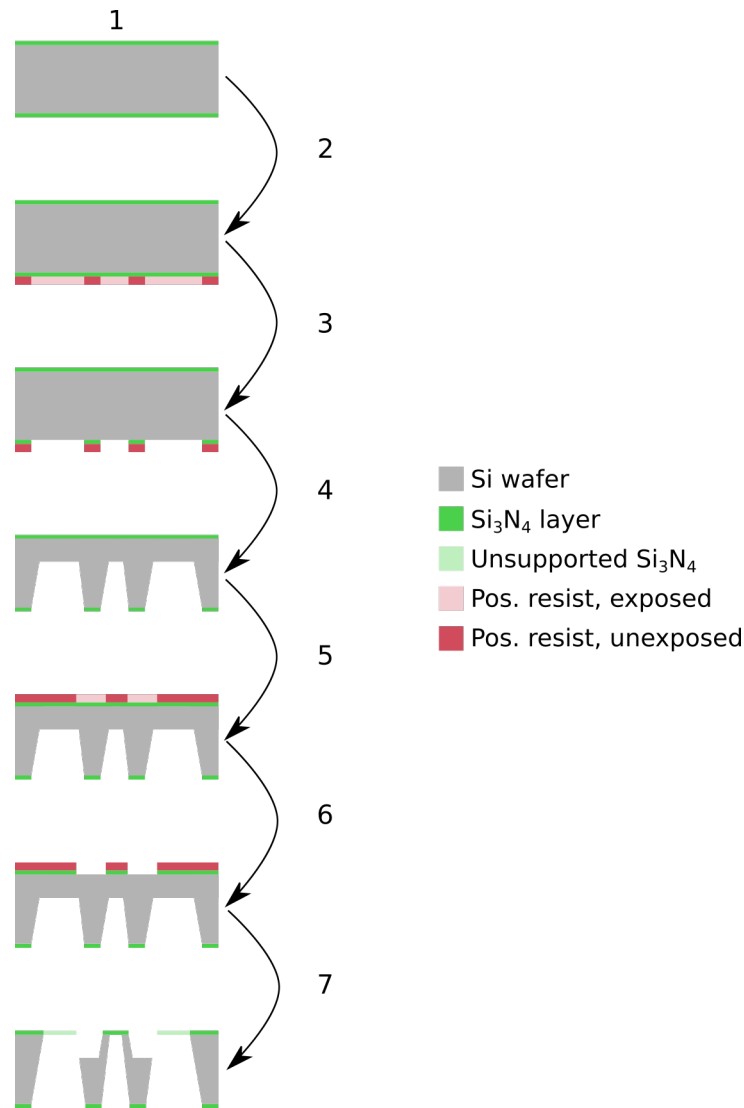 1
2
3
4
5
6
7
Si wafer
Si₃N₄ layer
Unsupported Si₃N₄
Pos. resist, exposed
Pos. resist, unexposed